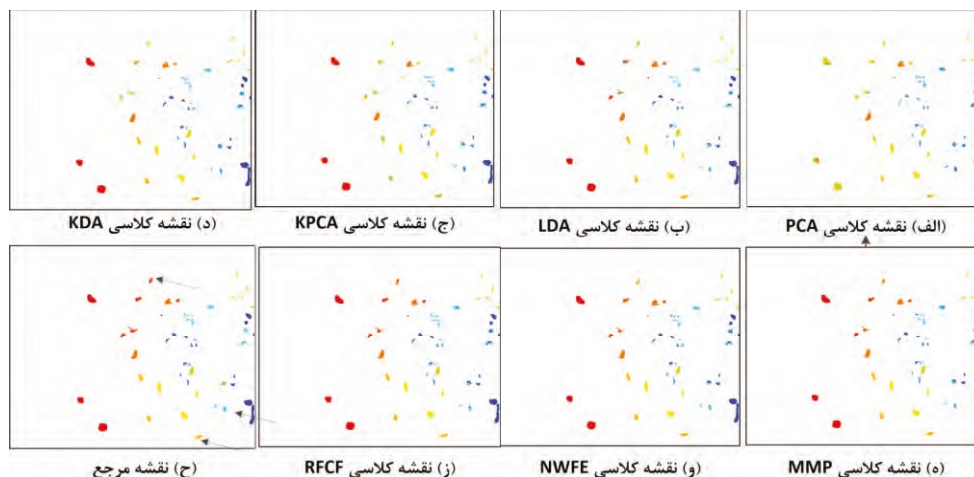 (الف) نقشه کلاسی PCA
(ب) نقشه کلاسی LDA
(ج) نقشه کلاسی KPCA
(د) نقشه کلاسی KDA
(ه) نقشه کلاسی MMP
(و) نقشه کلاسی NWFE
(ز) نقشه کلاسی RFCF
(ح) نقشه مرجع